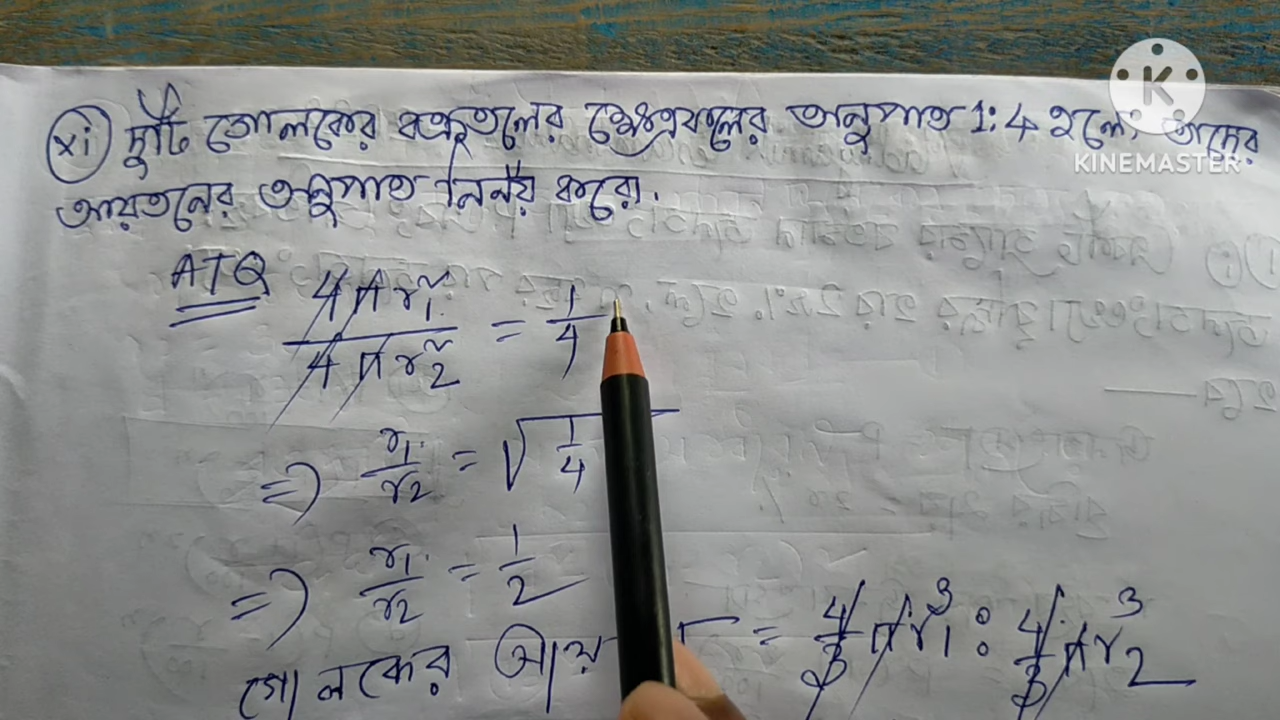 (xi) দুটি গোলকের বক্রতলের ক্ষেত্রফলের অনুপাত 1:4 হলে, তাদের
আয়তনের অনুপাত নির্নয় করো.
ATQ
4πr₁² / 4πr₂² = 1/4
=> r₁/r₂ = √(1/4)
=> r₁/r₂ = 1/2
গোলকের = 4/3 πr₁³ : 4/3 πr₂³
KINEMASTER